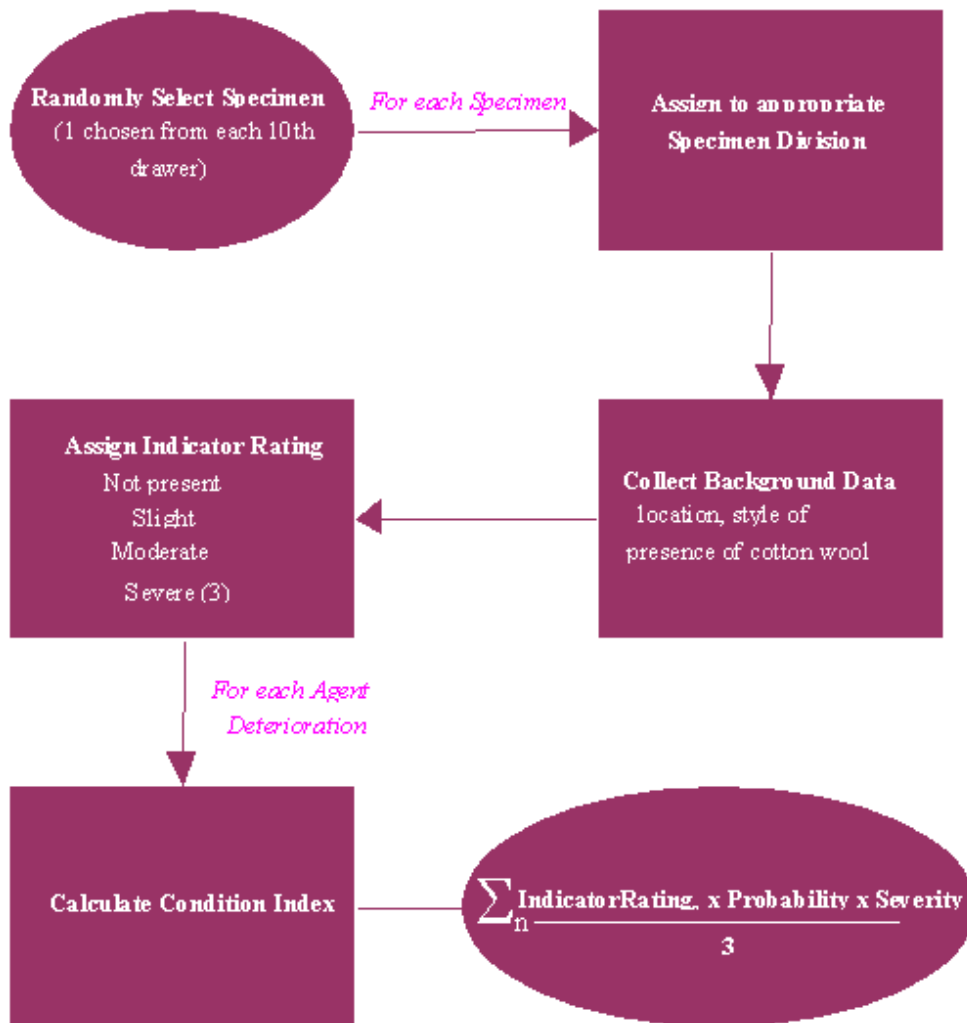 Randomly Select Specimen
(1 chosen from each 10th
drawer)
For each Specimen
Assign to appropriate
Specimen Division
Collect Background Data
location, style of
presence of cotton wool
Assign Indicator Rating
Not present
Slight
Moderate
Severe (3)
For each Agent
Deterioration
Calculate Condition Index
∑n IndicatorRating, x Probability x Severity
3